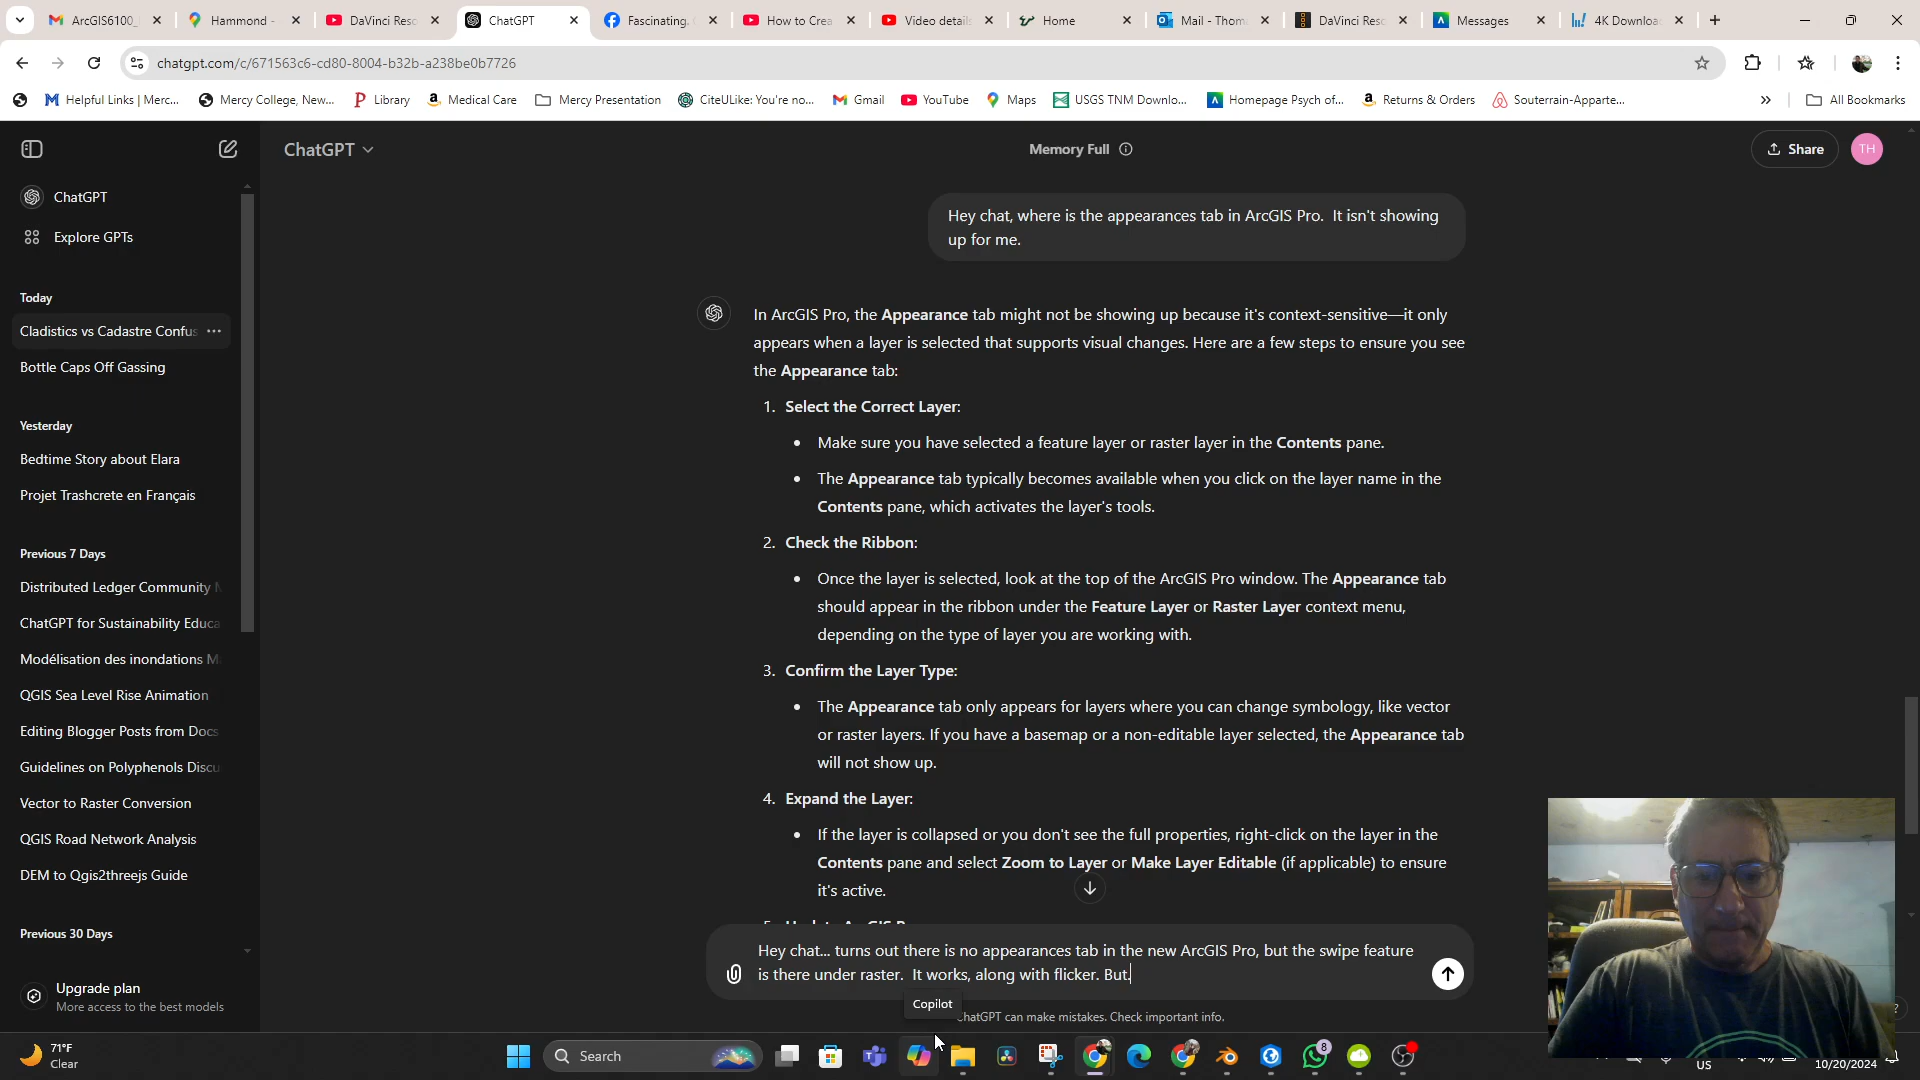 ArcGIS6100_
Hammond -
DaVinci Res
ChatGPT
Fascinating.
How to Crea
Video details
Home
Mail - Thom
DaVinci Res
Messages
4K Downloa
chatgpt.com/c/671563c6-cd80-8004-b32b-a238be0b7726
Helpful Links | Merc...
Mercy College, New...
Library
Medical Care
Mercy Presentation
CiteULike: You're no...
Gmail
YouTube
Maps
USGS TNM Downlo...
Homepage Psych of...
Returns & Orders
Souterrain-Apparte...
All Bookmarks
ChatGPT
Memory Full
Share
TH
ChatGPT
Explore GPTs
Today
Cladistics vs Cadastre Confus
Bottle Caps Off Gassing
Yesterday
Bedtime Story about Elara
Projet Trashcrete en Français
Previous 7 Days
Distributed Ledger Community
ChatGPT for Sustainability Educa
Modélisation des inondations
QGIS Sea Level Rise Animation
Editing Blogger Posts from Docs
Guidelines on Polyphenols Discu
Vector to Raster Conversion
QGIS Road Network Analysis
DEM to Qgis2threejs Guide
Previous 30 Days
Upgrade plan
More access to the best models
Hey chat, where is the appearances tab in ArcGIS Pro. It isn't showing
up for me.
In ArcGIS Pro, the Appearance tab might not be showing up because it's context-sensitive—it only
appears when a layer is selected that supports visual changes. Here are a few steps to ensure you see
the Appearance tab:
1. Select the Correct Layer:
• Make sure you have selected a feature layer or raster layer in the Contents pane.
• The Appearance tab typically becomes available when you click on the layer name in the
Contents pane, which activates the layer's tools.
2. Check the Ribbon:
• Once the layer is selected, look at the top of the ArcGIS Pro window. The Appearance tab
should appear in the ribbon under the Feature Layer or Raster Layer context menu,
depending on the type of layer you are working with.
3. Confirm the Layer Type:
• The Appearance tab only appears for layers where you can change symbology, like vector
or raster layers. If you have a basemap or a non-editable layer selected, the Appearance tab
will not show up.
4. Expand the Layer:
• If the layer is collapsed or you don't see the full properties, right-click on the layer in the
Contents pane and select Zoom to Layer or Make Layer Editable (if applicable) to ensure
it's active.
Hey chat... turns out there is no appearances tab in the new ArcGIS Pro, but the swipe feature
is there under raster. It works, along with flicker. But.
Copilot
ChatGPT can make mistakes. Check important info.
?
71°F
Clear
Search
8
US
10/20/2024